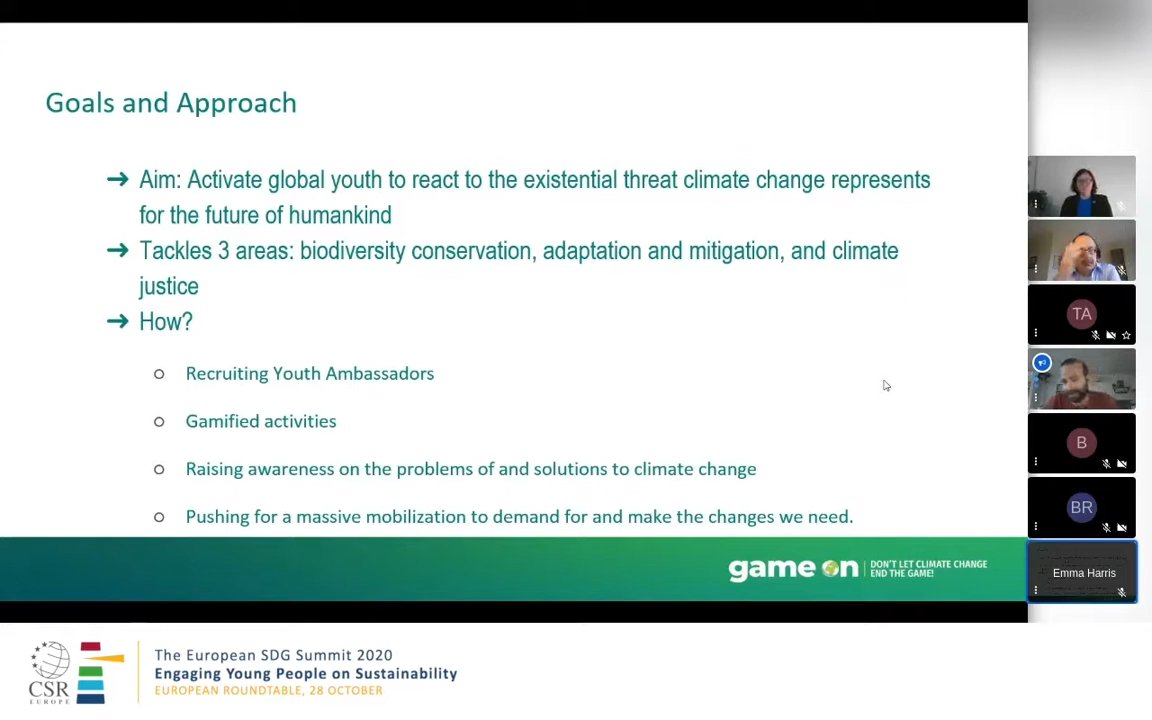 Goals and Approach
➔ Aim: Activate global youth to react to the existential threat climate change represents
for the future of humankind
➔ Tackles 3 areas: biodiversity conservation, adaptation and mitigation, and climate
justice
➔ How?
○ Recruiting Youth Ambassadors
○ Gamified activities
○ Raising awareness on the problems of and solutions to climate change
○ Pushing for a massive mobilization to demand for and make the changes we need.
game on
DON'T LET CLIMATE CHANGE
END THE GAME!
TA
B
BR
Emma Harris
CSR
EUROPE
The European SDG Summit 2020
Engaging Young People on Sustainability
EUROPEAN ROUNDTABLE, 28 OCTOBER